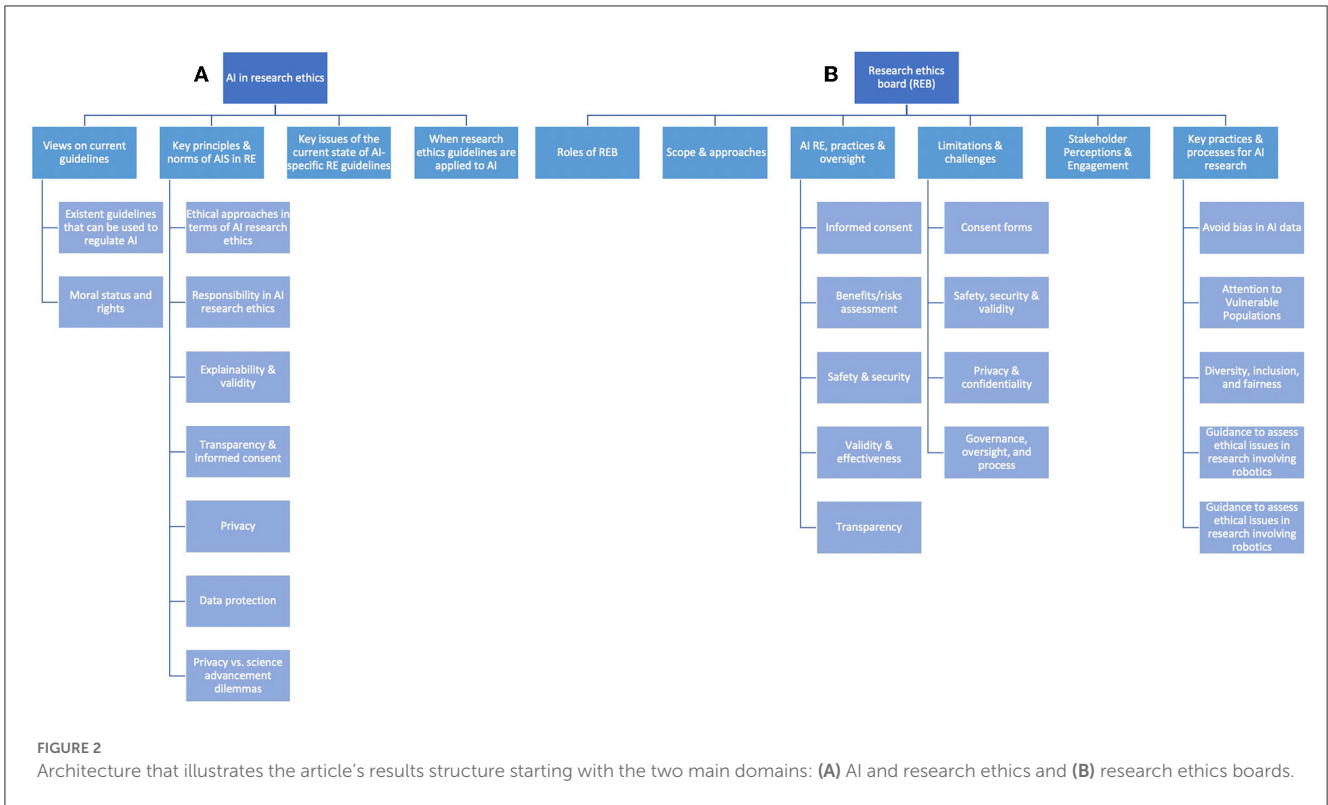 A
AI in research ethics
B
Research ethics
board (REB)
Views on current
guidelines
Key principles &
norms of AIS in RE
Key issues of the
current state of AI-
specific RE guidelines
When research
ethics guidelines are
applied to AI
Roles of REB
Scope & approaches
AI RE, practices &
oversight
Limitations &
challenges
Stakeholder
Perceptions &
Engagement
Key practices &
processes for AI
research
Existent guidelines
that can be used to
regulate AI
Moral status and
rights
Ethical approaches in
terms of AI research
ethics
Responsibility in AI
research ethics
Explainability &
validity
Transparency &
informed consent
Privacy
Data protection
Privacy vs. science
advancement
dilemmas
Informed consent
Benefits/risks
assessment
Safety & security
Validity &
effectiveness
Transparency
Consent forms
Safety, security &
validity
Privacy &
confidentiality
Governance,
oversight, and
process
Avoid bias in AI data
Attention to
Vulnerable
Populations
Diversity, inclusion,
and fairness
Guidance to assess
ethical issues in
research involving
robotics
Guidance to assess
ethical issues in
research involving
robotics
FIGURE 2
Architecture that illustrates the article's results structure starting with the two main domains: (A) AI and research ethics and (B) research ethics boards.